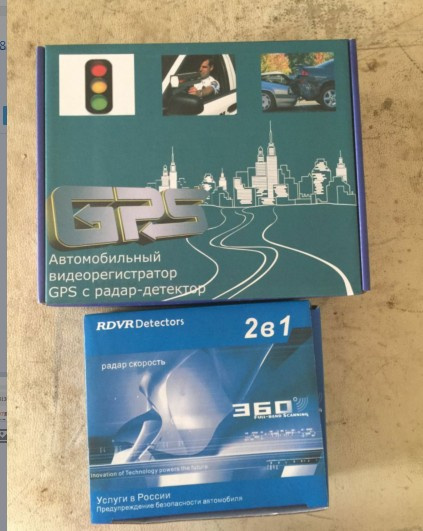 GPS
Автомобильный
видеорегистратор
GPS с радар-детектор
RDVR Detectors
2в1
радар скорость
360°
Innovation of Technology powers the future
Услуги в России
Предупреждение безопасности автомобиля